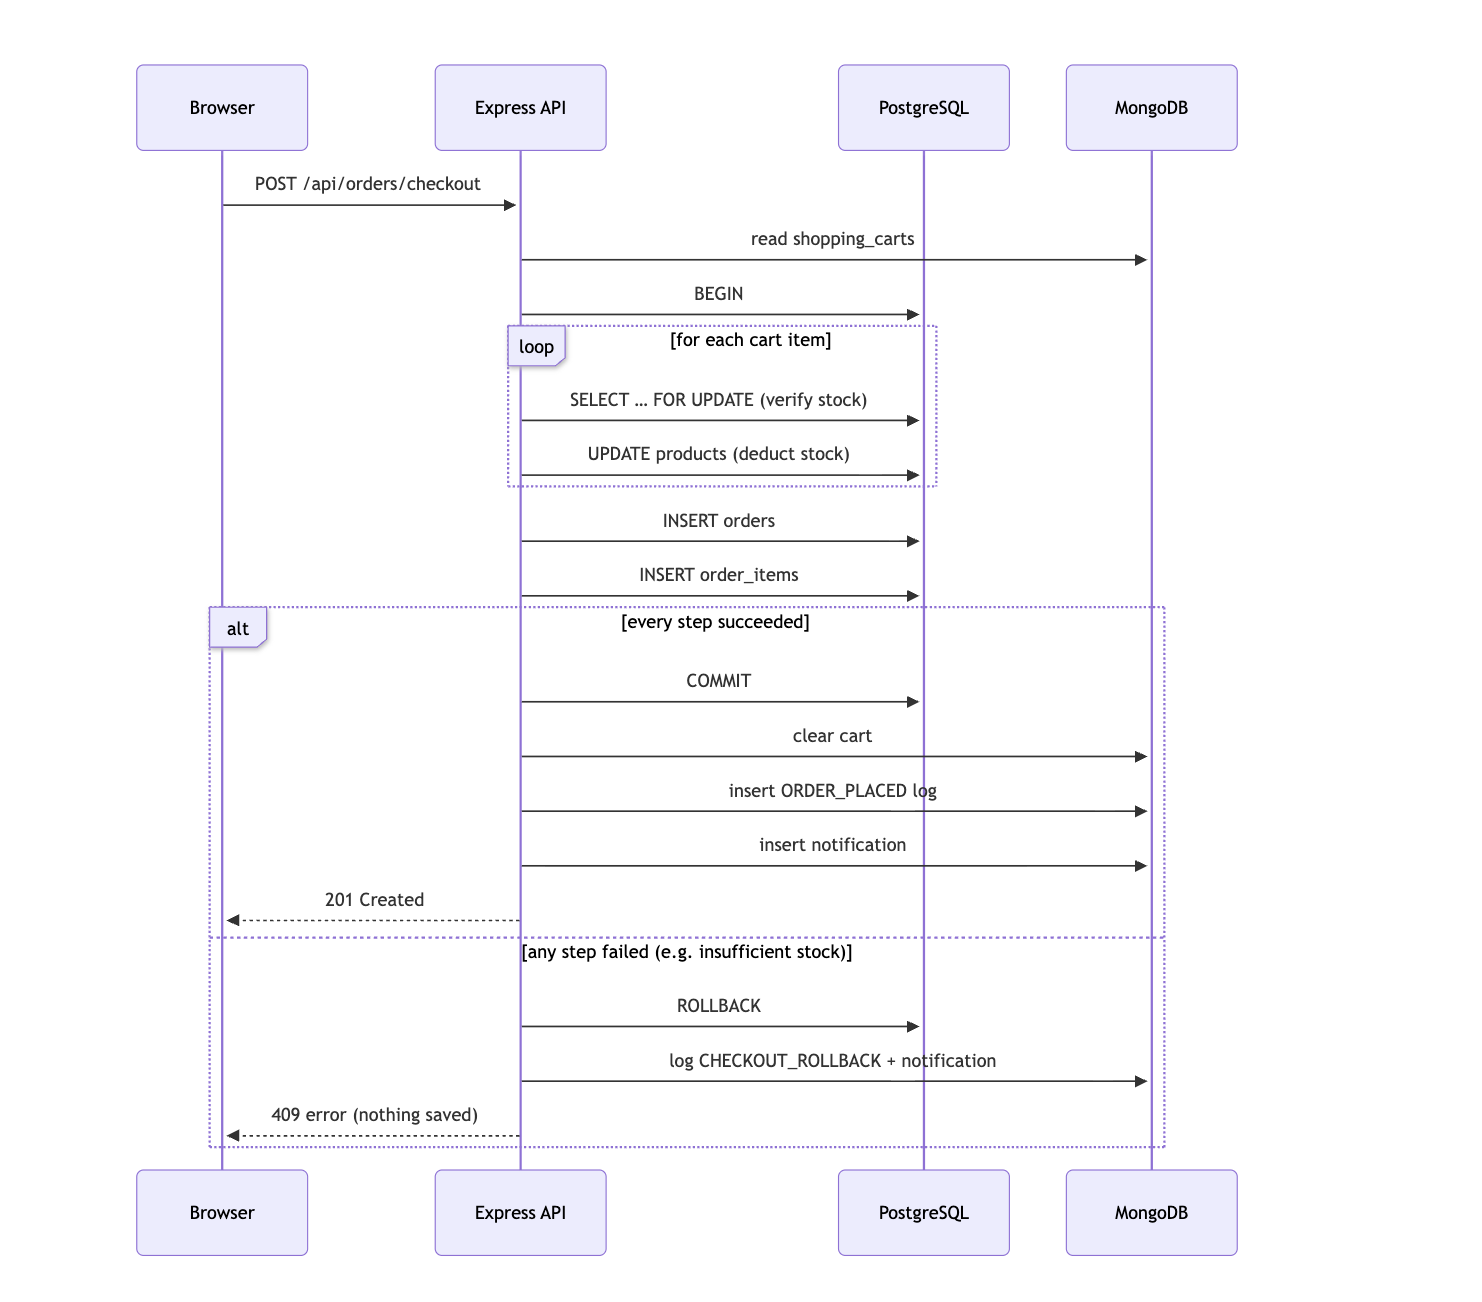 Browser
Express API
PostgreSQL
MongoDB
POST /api/orders/checkout
read shopping_carts
BEGIN
loop
[for each cart item]
SELECT … FOR UPDATE (verify stock)
UPDATE products (deduct stock)
INSERT orders
INSERT order_items
alt
[every step succeeded]
COMMIT
clear cart
insert ORDER_PLACED log
insert notification
201 Created
[any step failed (e.g. insufficient stock)]
ROLLBACK
log CHECKOUT_ROLLBACK + notification
409 error (nothing saved)
Browser
Express API
PostgreSQL
MongoDB